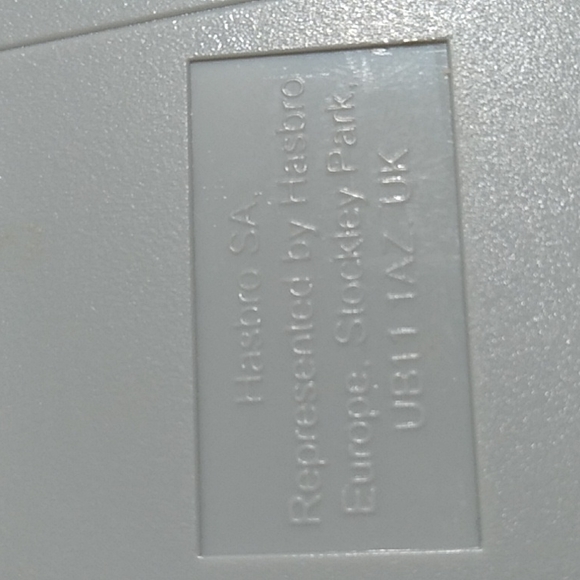 Hasbro SA,
Represented by Hasbro
Europe, Stockley Park,
UB11 1AZ. UK